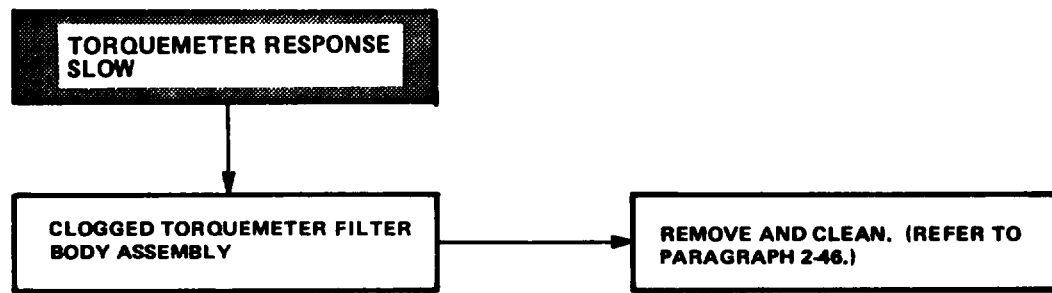 TORQUEMETER RESPONSE
SLOW
CLOGGED TORQUEMETER FILTER
BODY ASSEMBLY
REMOVE AND CLEAN. (REFER TO
PARAGRAPH 2-46.)